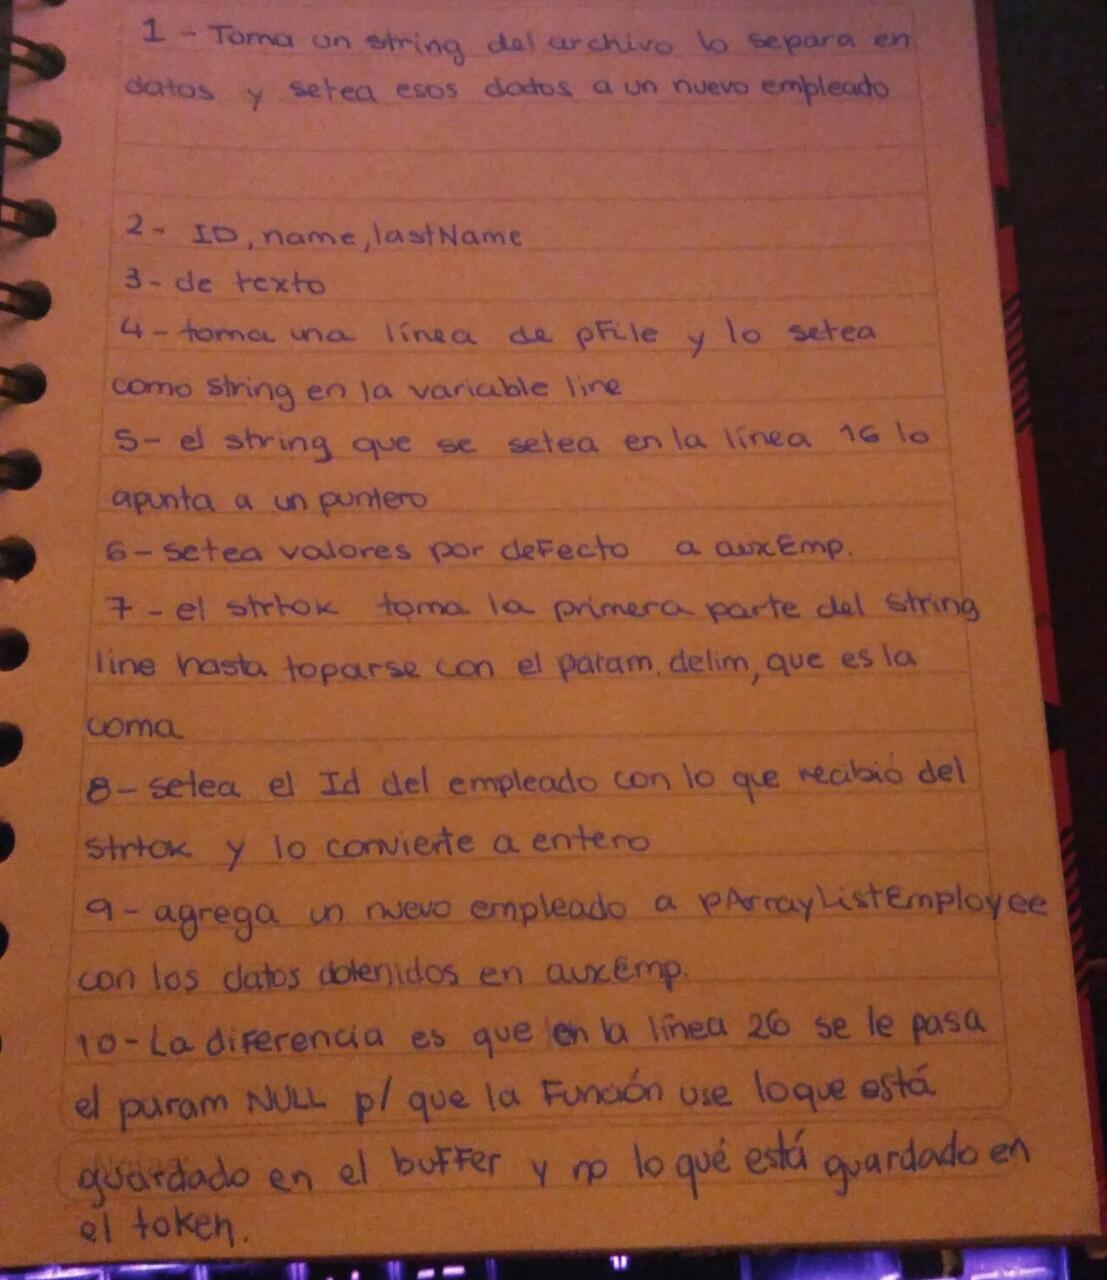 1 - Toma un string del archivo lo separa en
datos y setea esos datos a un nuevo empleado
2 - ID, name, lastName
3 - de texto
4 - toma una línea de pFile y lo setea
como string en la variable line
5 - el string que se setea en la línea 16 lo
apunta a un puntero
6 - setea valores por defecto a auxEmp.
7 - el strtok toma la primera parte del string
line hasta toparse con el param. delim, que es la
coma
8 - setea el Id del empleado con lo que recibió del
strtok y lo convierte a entero
9 - agrega un nuevo empleado a pArrayListEmployee
con los datos obtenidos en auxEmp.
10 - La diferencia es que en la línea 26 se le pasa
el param NULL p/ que la Función use lo que está
guardado en el buffer y no lo qué está guardado en
el token.